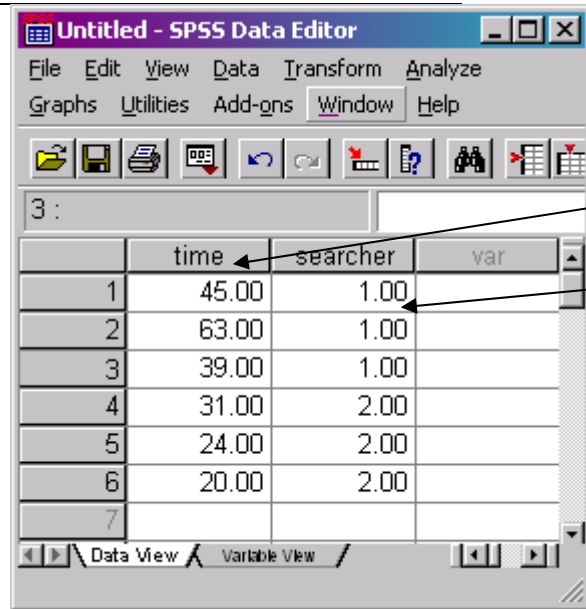 Untitled - SPSS Data Editor
File Edit View Data Transform Analyze
Graphs Utilities Add-ons Window Help
3 :
time searcher var
1 45.00 1.00
2 63.00 1.00
3 39.00 1.00
4 31.00 2.00
5 24.00 2.00
6 20.00 2.00
7
Data View Variable View